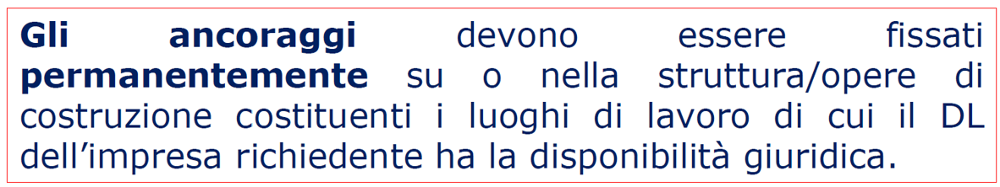 Gli ancoraggi devono essere fissati
permanentemente su o nella struttura/opere di
costruzione costituenti i luoghi di lavoro di cui il DL
dell’impresa richiedente ha la disponibilità giuridica.